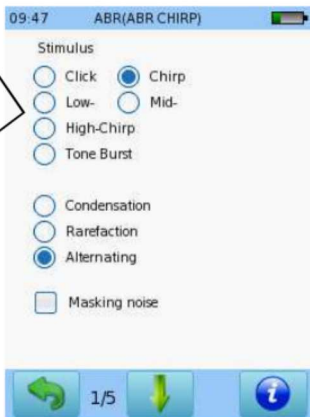 09:47 ABR(ABR CHIRP)
Stimulus
Click Chirp
Low- Mid-
High-Chirp
Tone Burst
Condensation
Rarefaction
Alternating
Masking noise
1/5 i